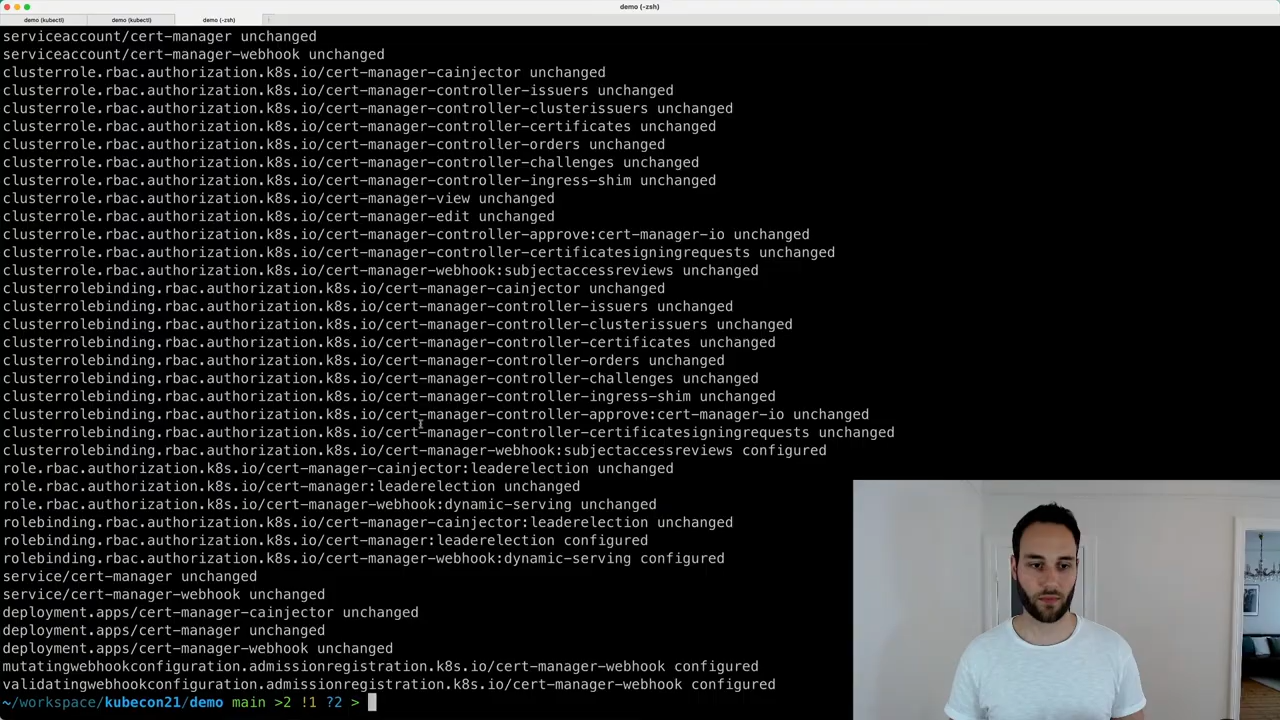 demo (-zsh)
demo (kubectl)
demo (kubectl)
demo (-zsh)
serviceaccount/cert-manager unchanged
serviceaccount/cert-manager-webhook unchanged
clusterrole.rbac.authorization.k8s.io/cert-manager-cainjector unchanged
clusterrole.rbac.authorization.k8s.io/cert-manager-controller-issuers unchanged
clusterrole.rbac.authorization.k8s.io/cert-manager-controller-clusterissuers unchanged
clusterrole.rbac.authorization.k8s.io/cert-manager-controller-certificates unchanged
clusterrole.rbac.authorization.k8s.io/cert-manager-controller-orders unchanged
clusterrole.rbac.authorization.k8s.io/cert-manager-controller-challenges unchanged
clusterrole.rbac.authorization.k8s.io/cert-manager-controller-ingress-shim unchanged
clusterrole.rbac.authorization.k8s.io/cert-manager-view unchanged
clusterrole.rbac.authorization.k8s.io/cert-manager-edit unchanged
clusterrole.rbac.authorization.k8s.io/cert-manager-controller-approve:cert-manager-io unchanged
clusterrole.rbac.authorization.k8s.io/cert-manager-controller-certificatesigningrequests unchanged
clusterrole.rbac.authorization.k8s.io/cert-manager-webhook:subjectaccessreviews unchanged
clusterrolebinding.rbac.authorization.k8s.io/cert-manager-cainjector unchanged
clusterrolebinding.rbac.authorization.k8s.io/cert-manager-controller-issuers unchanged
clusterrolebinding.rbac.authorization.k8s.io/cert-manager-controller-clusterissuers unchanged
clusterrolebinding.rbac.authorization.k8s.io/cert-manager-controller-certificates unchanged
clusterrolebinding.rbac.authorization.k8s.io/cert-manager-controller-orders unchanged
clusterrolebinding.rbac.authorization.k8s.io/cert-manager-controller-challenges unchanged
clusterrolebinding.rbac.authorization.k8s.io/cert-manager-controller-ingress-shim unchanged
clusterrolebinding.rbac.authorization.k8s.io/cert-manager-controller-approve:cert-manager-io unchanged
clusterrolebinding.rbac.authorization.k8s.io/cert-manager-controller-certificatesigningrequests unchanged
clusterrolebinding.rbac.authorization.k8s.io/cert-manager-webhook:subjectaccessreviews configured
role.rbac.authorization.k8s.io/cert-manager-cainjector:leaderelection unchanged
role.rbac.authorization.k8s.io/cert-manager:leaderelection unchanged
role.rbac.authorization.k8s.io/cert-manager-webhook:dynamic-serving unchanged
rolebinding.rbac.authorization.k8s.io/cert-manager-cainjector:leaderelection unchanged
rolebinding.rbac.authorization.k8s.io/cert-manager:leaderelection configured
rolebinding.rbac.authorization.k8s.io/cert-manager-webhook:dynamic-serving configured
service/cert-manager unchanged
service/cert-manager-webhook unchanged
deployment.apps/cert-manager-cainjector unchanged
deployment.apps/cert-manager unchanged
deployment.apps/cert-manager-webhook unchanged
mutatingwebhookconfiguration.admissionregistration.k8s.io/cert-manager-webhook configured
validatingwebhookconfiguration.admissionregistration.k8s.io/cert-manager-webhook configured
~/workspace/kubecon21/demo main >2 !1 ?2 >